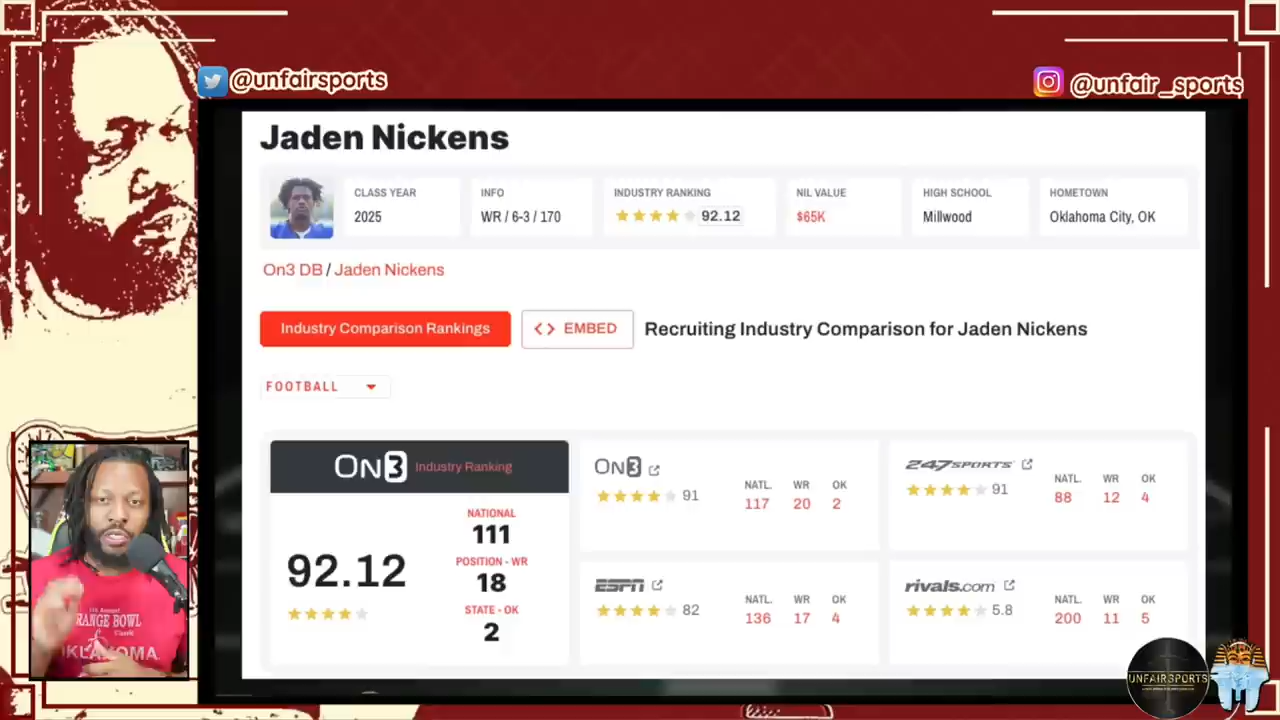 @unfairsports
@unfair_sports
Jaden Nickens
CLASS YEAR
2025
INFO
WR / 6-3 / 170
INDUSTRY RANKING
92.12
NIL VALUE
$65K
HIGH SCHOOL
Millwood
HOMETOWN
Oklahoma City, OK
On3 DB / Jaden Nickens
Industry Comparison Rankings
<> EMBED
Recruiting Industry Comparison for Jaden Nickens
FOOTBALL
ON3 Industry Ranking
92.12
NATIONAL
111
POSITION - WR
18
STATE - OK
2
ON3
91
NATL. WR OK
117 20 2
247SPORTS
91
NATL. WR OK
88 12 4
ESPN
82
NATL. WR OK
136 17 4
rivals.com
5.8
NATL. WR OK
200 11 5
RANGE BOWL
OKLAHOMA
UNFAIRSPORTS